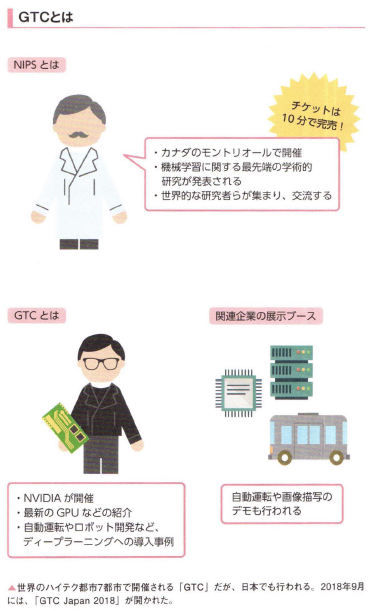 GTCとは
NIPS とは
チケットは
10分で完売！
・カナダのモントリオールで開催
・機械学習に関する最先端の学術的
研究が発表される
・世界的な研究者らが集まり、交流する
GTC とは
関連企業の展示ブース
・NVIDIA が開催
・最新の GPU などの紹介
・自動運転やロボット開発など、
ディープラーニングへの導入事例
自動運転や画像描写の
デモも行われる
▲世界のハイテク都市7都市で開催される「GTC」だが、日本でも行われる。2018年9月
には、「GTC Japan 2018」が開かれた。